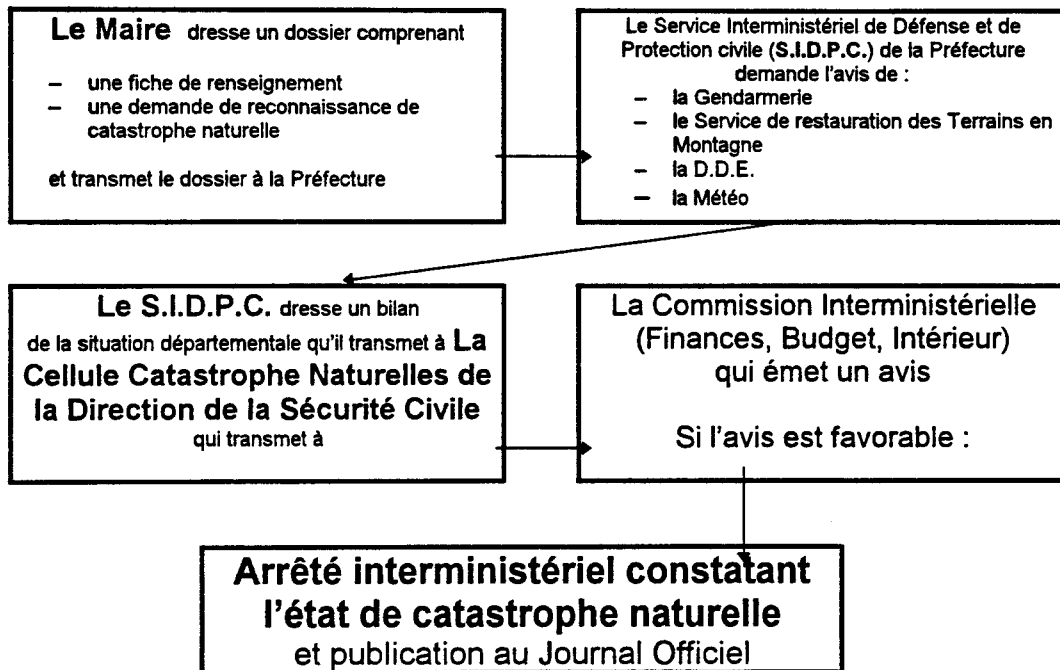 Le Maire dresse un dossier comprenant
– une fiche de renseignement
– une demande de reconnaissance de
catastrophe naturelle
et transmet le dossier à la Préfecture
Le Service Interministériel de Défense et de
Protection civile (S.I.D.P.C.) de la Préfecture
demande l'avis de :
– la Gendarmerie
– le Service de restauration des Terrains en
Montagne
– la D.D.E.
– la Météo
Le S.I.D.P.C. dresse un bilan
de la situation départementale qu'il transmet à La
Cellule Catastrophe Naturelles de
la Direction de la Sécurité Civile
qui transmet à
La Commission Interministérielle
(Finances, Budget, Intérieur)
qui émet un avis
Si l'avis est favorable :
Arrêté interministériel constatant
l'état de catastrophe naturelle
et publication au Journal Officiel